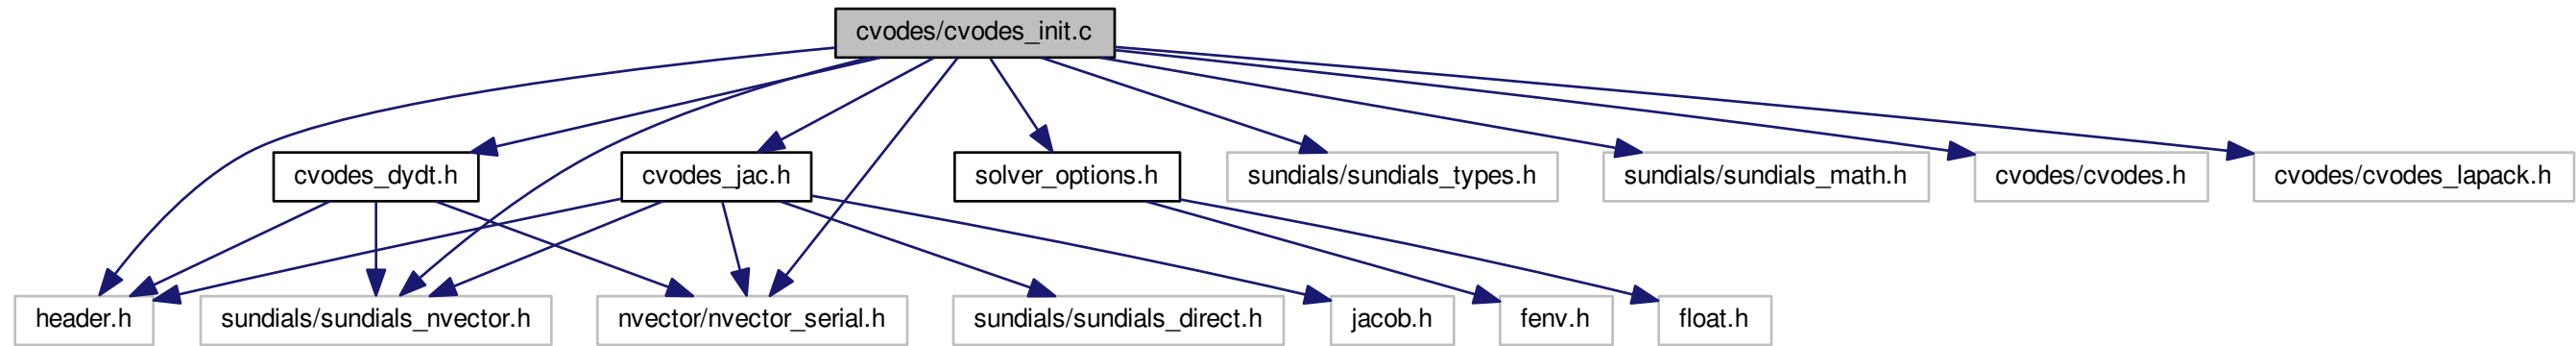 cvodes/cvodes_init.c
cvodes_dydt.h
cvodes_jac.h
solver_options.h
sundials/sundials_types.h
sundials/sundials_math.h
cvodes/cvodes.h
cvodes/cvodes_lapack.h
header.h
sundials/sundials_nvector.h
nvector/nvector_serial.h
sundials/sundials_direct.h
jacob.h
fenv.h
float.h